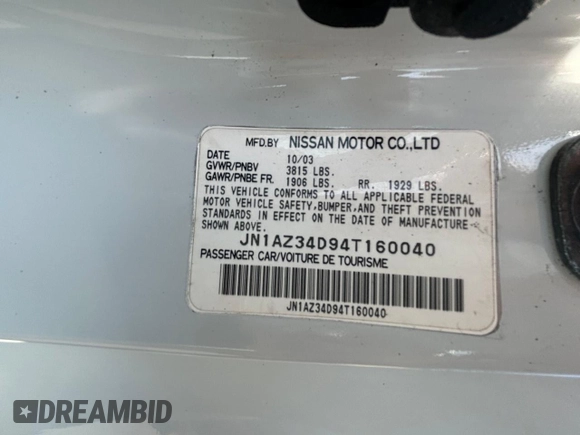 MFD.BY NISSAN MOTOR CO.,LTD
DATE 10/03
GVWR/PNBV 3815 LBS.
GAWR/PNBE FR. 1906 LBS. RR. 1929 LBS.
THIS VEHICLE CONFORMS TO ALL APPLICABLE FEDERAL
MOTOR VEHICLE SAFETY,BUMPER,AND THEFT PREVENTION
STANDARDS IN EFFECT ON THE DATE OF MANUFACTURE
SHOWN ABOVE.
JN1AZ34D94T160040
PASSENGER CAR/VOITURE DE TOURISME
JN1AZ34D94T160040
DREAMBID